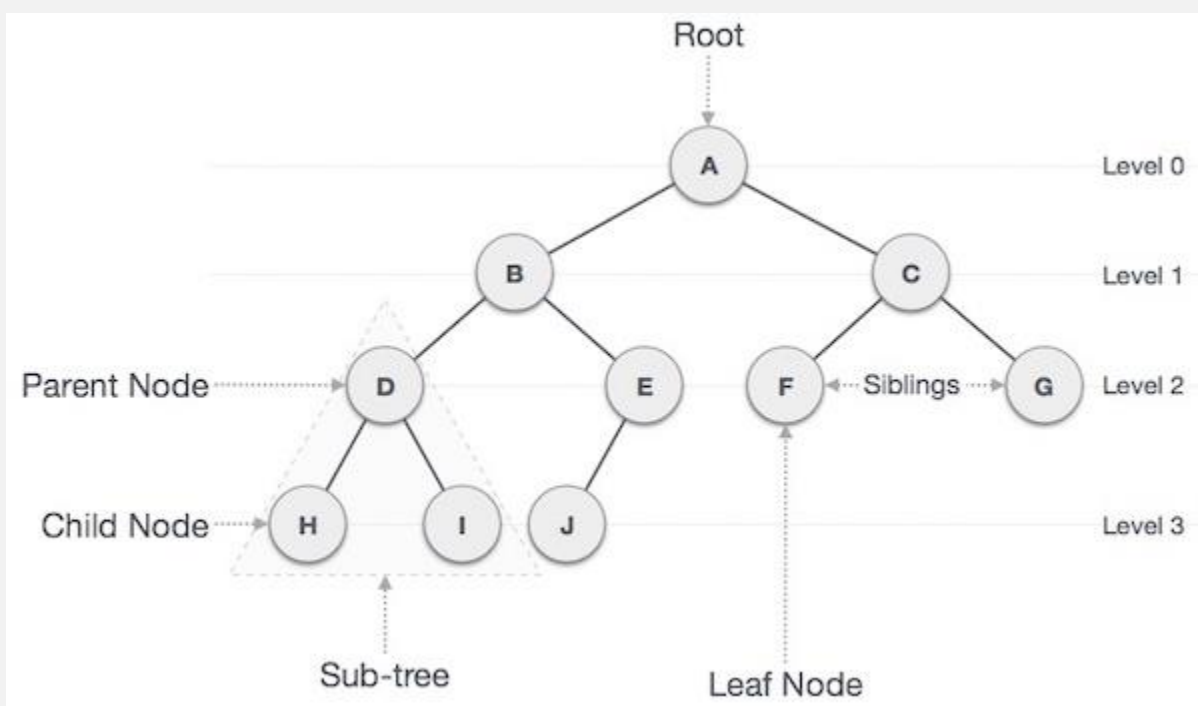 Root
A
Level 0
B
C
Level 1
Parent Node
D
E
F
Siblings
G
Level 2
Child Node
H
I
J
Level 3
Sub-tree
Leaf Node